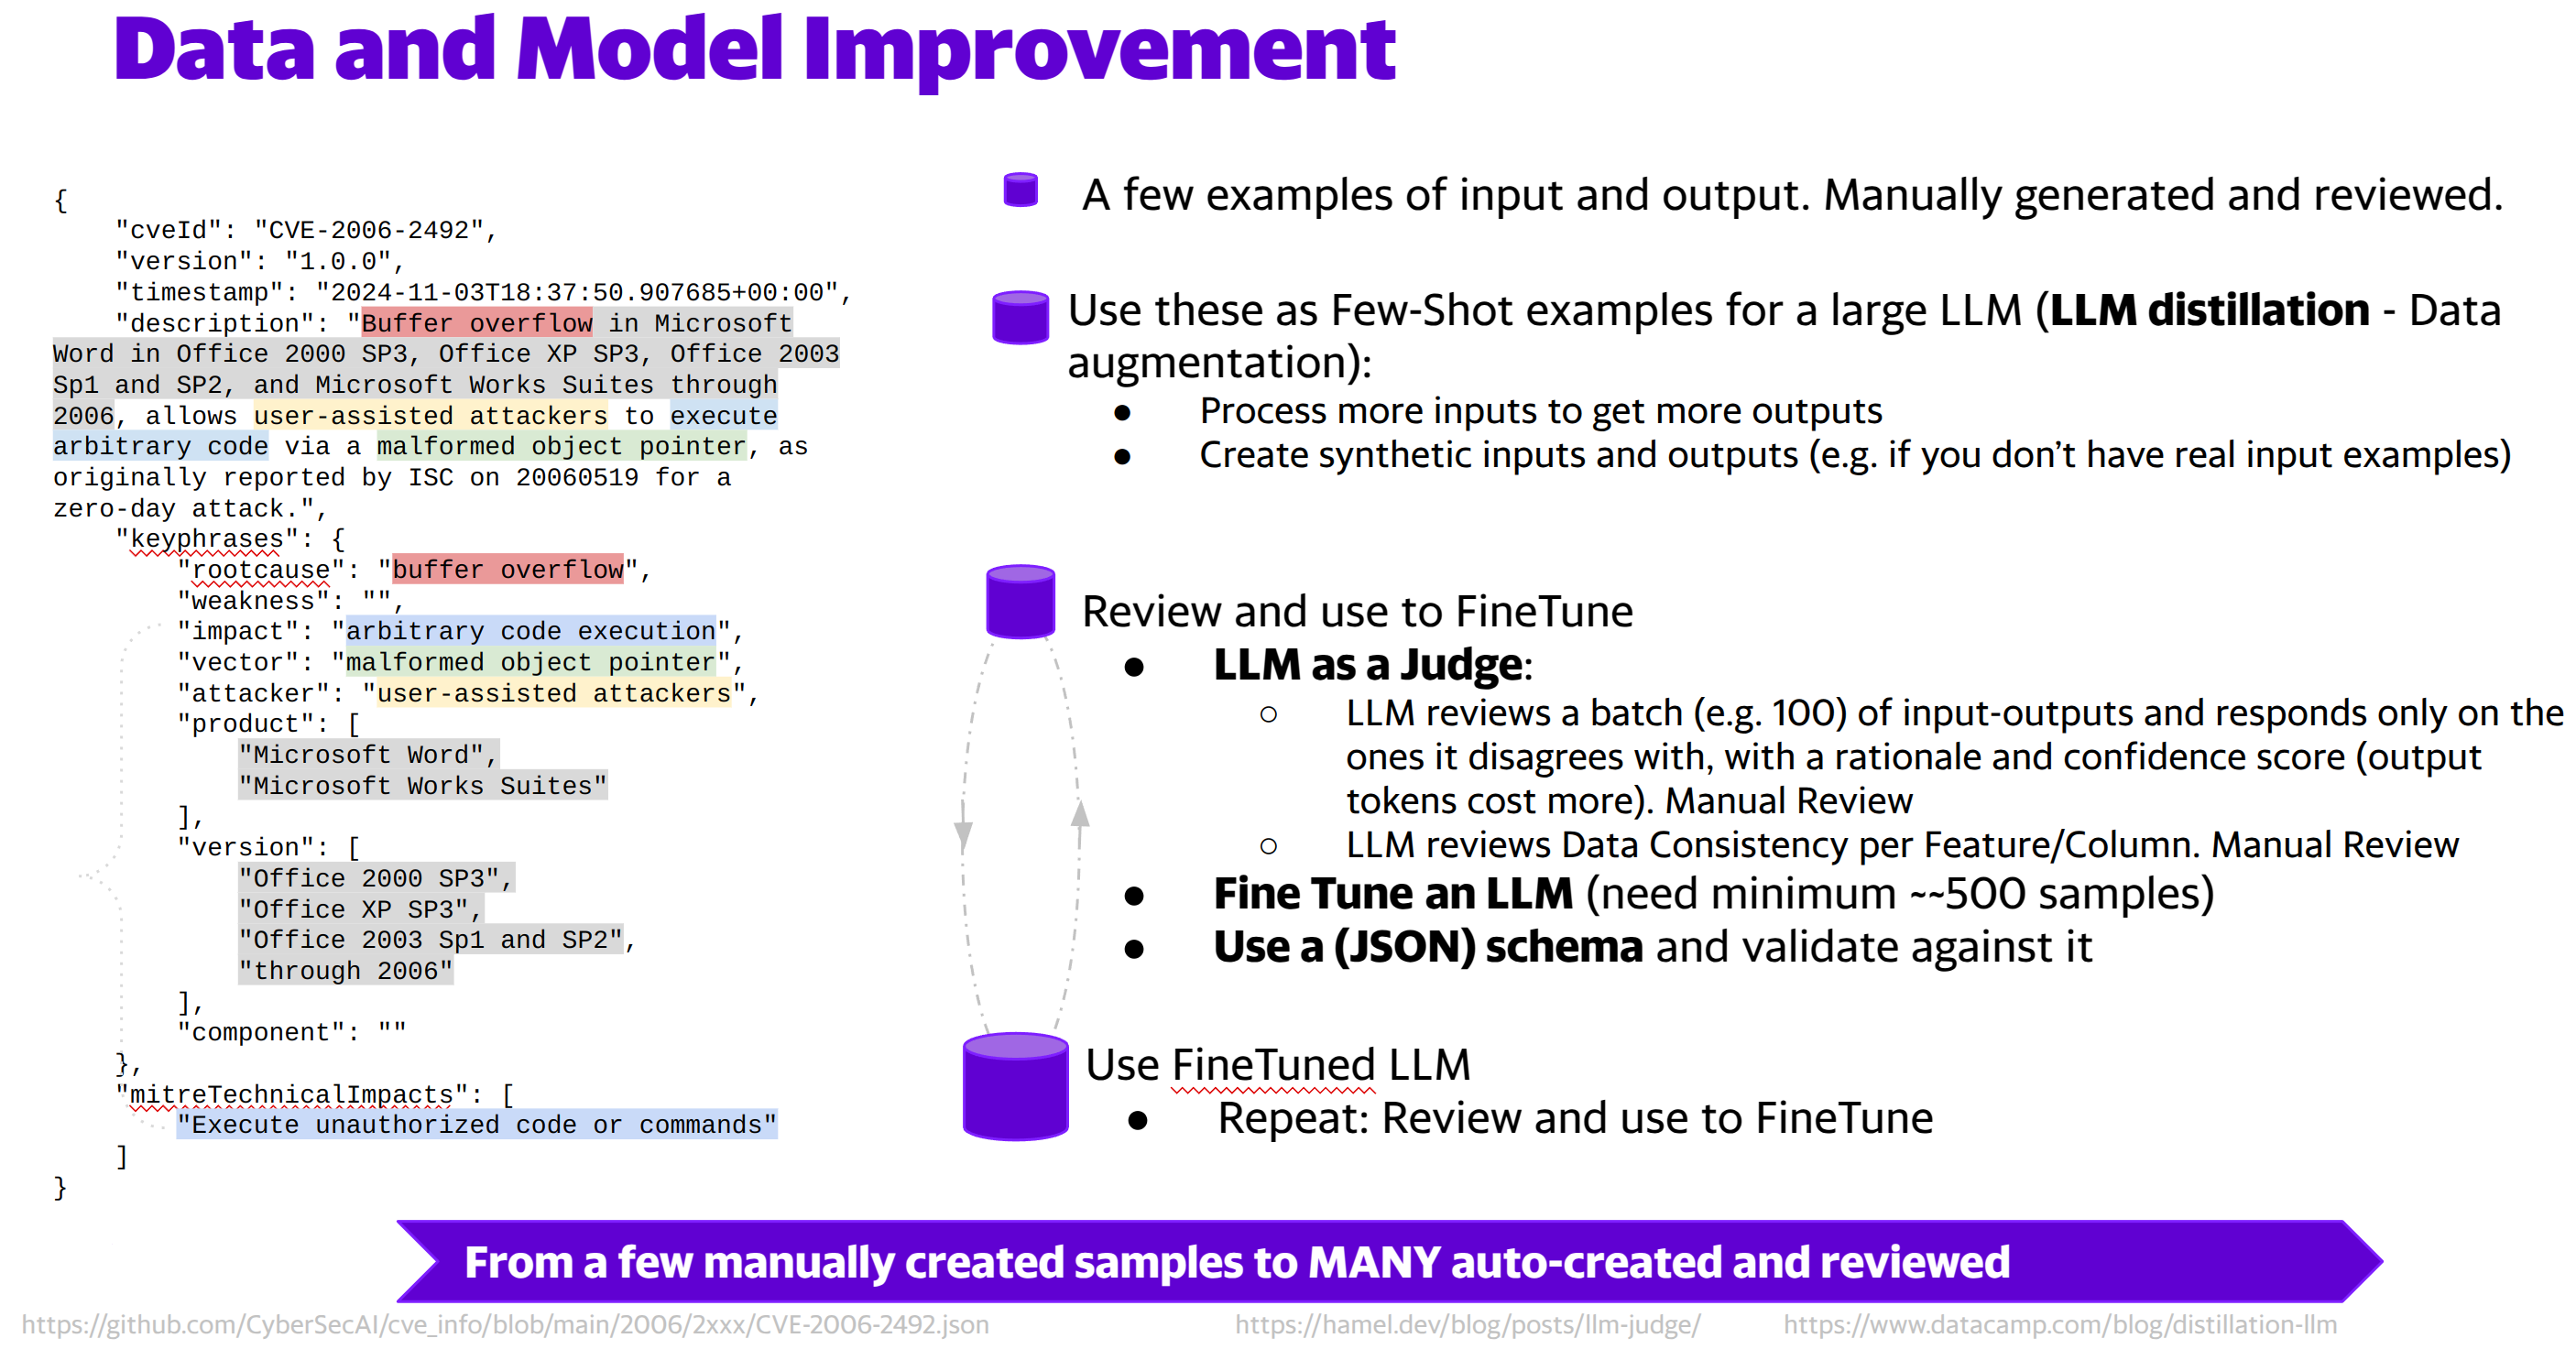 Data and Model Improvement
{
    "cveId": "CVE-2006-2492",
    "version": "1.0.0",
    "timestamp": "2024-11-03T18:37:50.907685+00:00",
    "description": "Buffer overflow in Microsoft
Word in Office 2000 SP3, Office XP SP3, Office 2003
Sp1 and SP2, and Microsoft Works Suites through
2006, allows user-assisted attackers to execute
arbitrary code via a malformed object pointer, as
originally reported by ISC on 20060519 for a
zero-day attack.",
    "keyphrases": {
        "rootcause": "buffer overflow",
        "weakness": "",
        "impact": "arbitrary code execution",
        "vector": "malformed object pointer",
        "attacker": "user-assisted attackers",
        "product": [
            "Microsoft Word",
            "Microsoft Works Suites"
        ],
        "version": [
            "Office 2000 SP3",
            "Office XP SP3",
            "Office 2003 Sp1 and SP2",
            "through 2006"
        ],
        "component": ""
    },
    "mitreTechnicalImpacts": [
        "Execute unauthorized code or commands"
    ]
}
A few examples of input and output. Manually generated and reviewed.
Use these as Few-Shot examples for a large LLM (LLM distillation - Data
augmentation):
● Process more inputs to get more outputs
● Create synthetic inputs and outputs (e.g. if you don’t have real input examples)
Review and use to FineTune
● LLM as a Judge:
○ LLM reviews a batch (e.g. 100) of input-outputs and responds only on the
ones it disagrees with, with a rationale and confidence score (output
tokens cost more). Manual Review
○ LLM reviews Data Consistency per Feature/Column. Manual Review
● Fine Tune an LLM (need minimum ~~500 samples)
● Use a (JSON) schema and validate against it
Use FineTuned LLM
● Repeat: Review and use to FineTune
From a few manually created samples to MANY auto-created and reviewed
https://github.com/CyberSecAI/cve_info/blob/main/2006/2xxx/CVE-2006-2492.json
https://hamel.dev/blog/posts/llm-judge/
https://www.datacamp.com/blog/distillation-llm